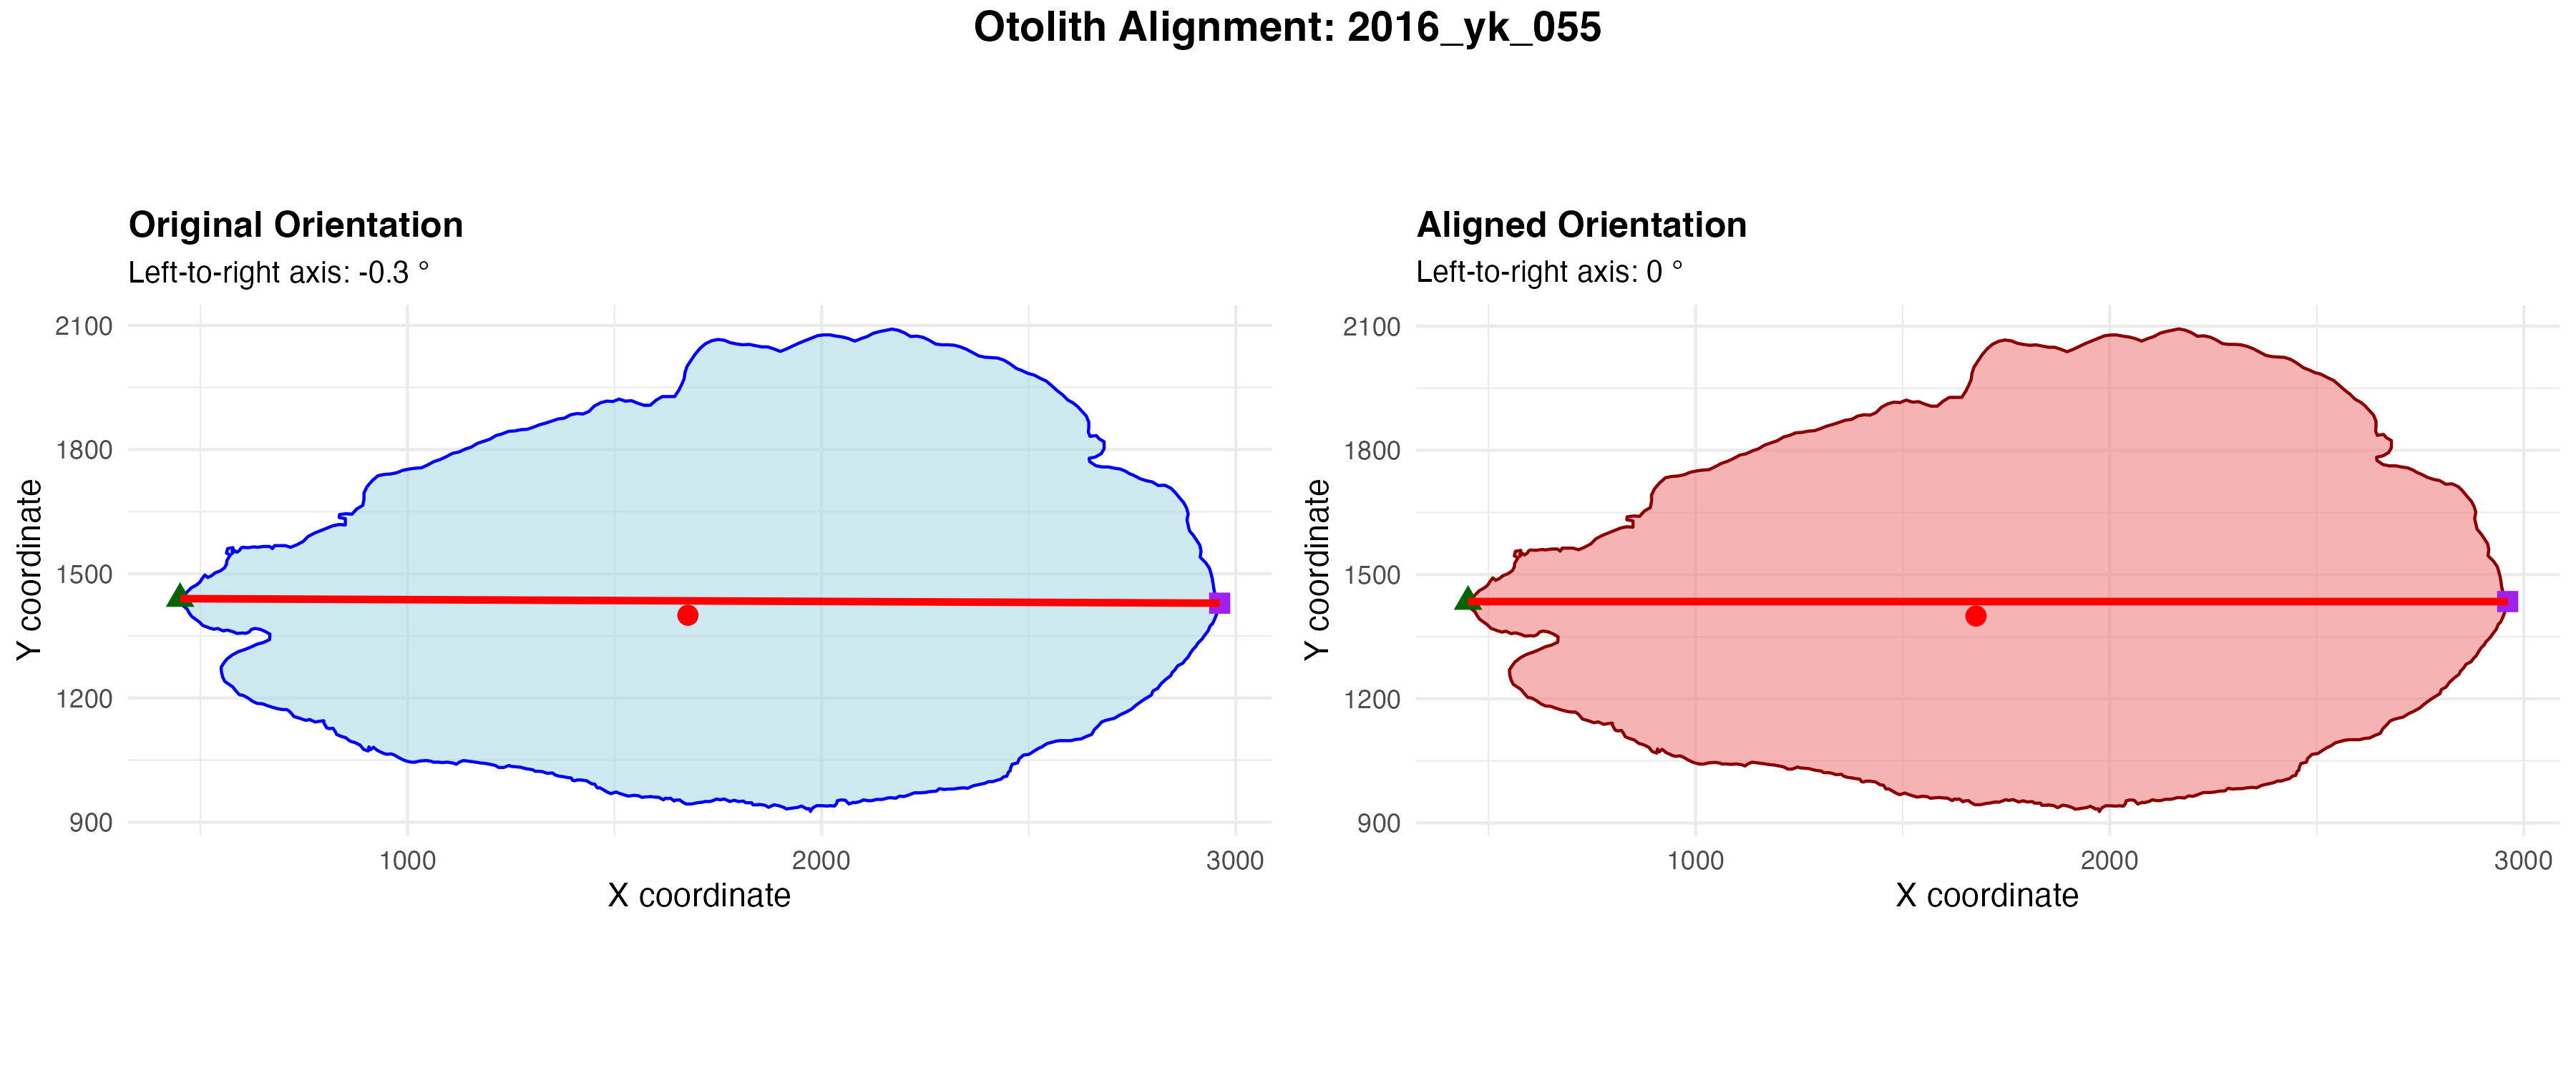 Otolith Alignment: 2016_yk_055
Original Orientation
Left-to-right axis: -0.3 °
2100
1800
1500
1200
900
Y coordinate
1000
2000
3000
X coordinate
Aligned Orientation
Left-to-right axis: 0 °
2100
1800
1500
1200
900
Y coordinate
1000
2000
3000
X coordinate